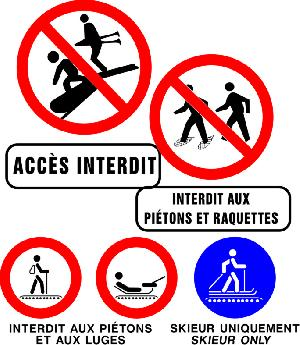 ACCÈS INTERDIT
INTERDIT AUX
PIÉTONS ET RAQUETTES
INTERDIT AUX PIÉTONS
ET AUX LUGES
SKIEUR UNIQUEMENT
SKIEUR ONLY